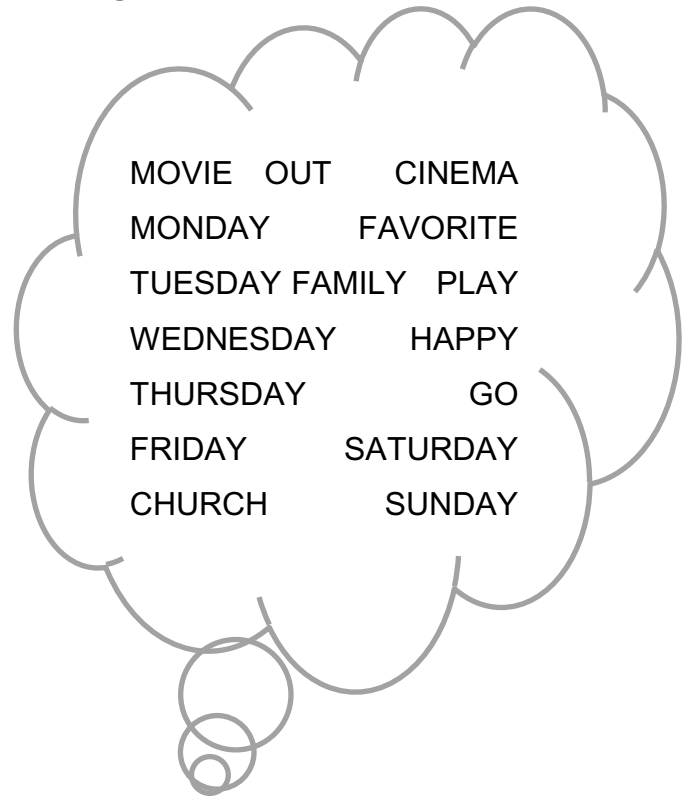 MOVIE OUT CINEMA
MONDAY FAVORITE
TUESDAY FAMILY PLAY
WEDNESDAY HAPPY
THURSDAY GO
FRIDAY SATURDAY
CHURCH SUNDAY